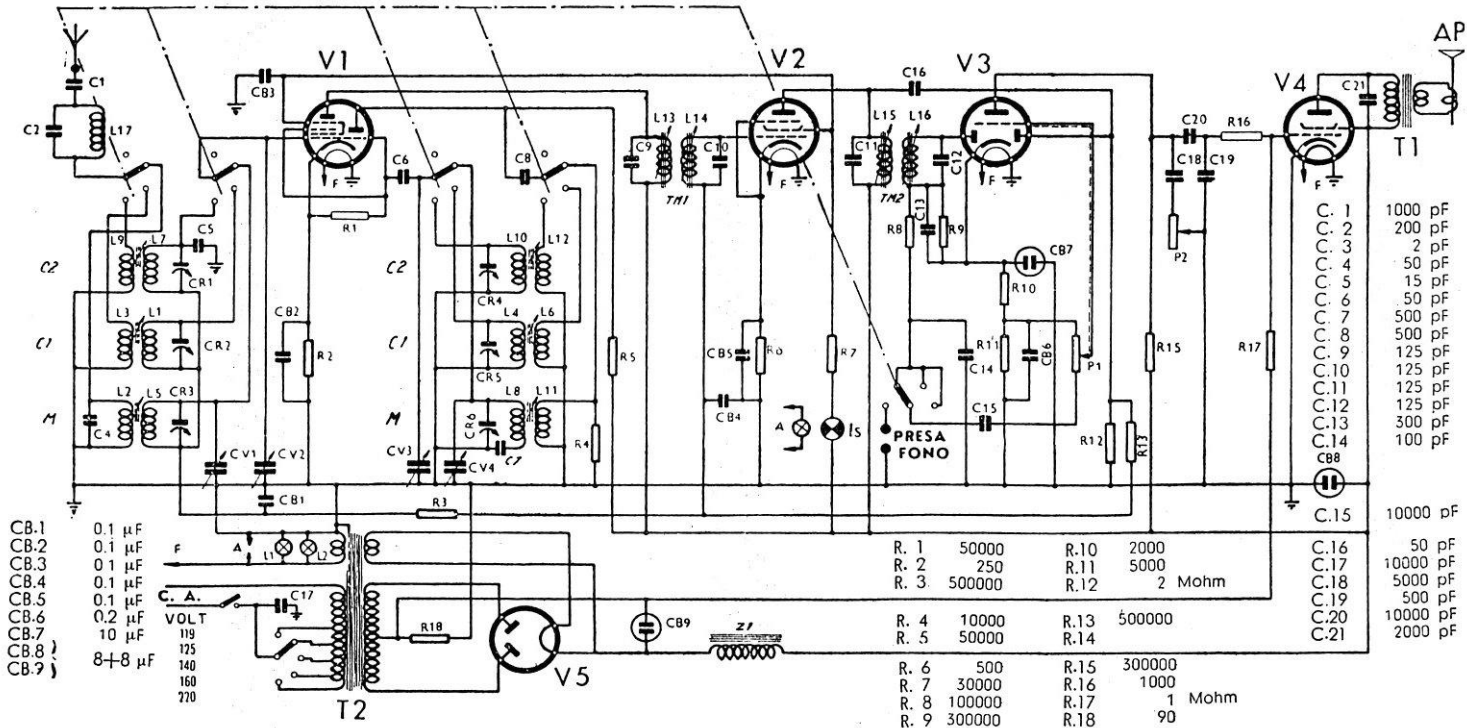 AP
V1
V2
V3
V4
C1
CB3
C16
C21
C2
L17
L13
L14
L15
L16
C20
R16
T1
C6
C8
C9
C10
C11
C12
C18
C19
F
F
F
TM1
TM2
R1
C13
R8
R9
CB7
P2
C5
L9
L7
L10
L12
C2
CR1
C2
CR4
R10
L3
L1
CB2
L4
L6
C1
CR2
R2
C1
CR5
R5
CB5
R6
R7
C14
R11
CB6
P1
R15
R17
L2
L5
CR3
L8
L11
M
C4
M
CR6
C7
CB4
A
Is
PRESA
FONO
C15
R4
R12
R13
CV1
CV2
CV3
CV4
CB1
R3
CB8
C. 1 1000 pF
C. 2 200 pF
C. 3 2 pF
C. 4 50 pF
C. 5 15 pF
C. 6 50 pF
C. 7 500 pF
C. 8 500 pF
C. 9 125 pF
C.10 125 pF
C.11 125 pF
C.12 125 pF
C.13 300 pF
C.14 100 pF
C.15 10000 pF
C.16 50 pF
C.17 10000 pF
C.18 5000 pF
C.19 500 pF
C.20 10000 pF
C.21 2000 pF
CB.1 0.1 µF
CB.2 0.1 µF
CB.3 0.1 µF
CB.4 0.1 µF
CB.5 0.1 µF
CB.6 0.2 µF
CB.7 10 µF
CB.8 )
CB.9 ) 8+8 µF
F
A
L1
L2
C. A.
C17
VOLT
119
125
140
160
220
R18
T2
V5
CB9
Z1
R. 1 50000 R.10 2000
R. 2 250 R.11 5000
R. 3 500000 R.12 2 Mohm
R. 4 10000 R.13 500000
R. 5 50000 R.14
R. 6 500 R.15 300000
R. 7 30000 R.16 1000
R. 8 100000 R.17 1 Mohm
R. 9 300000 R.18 90